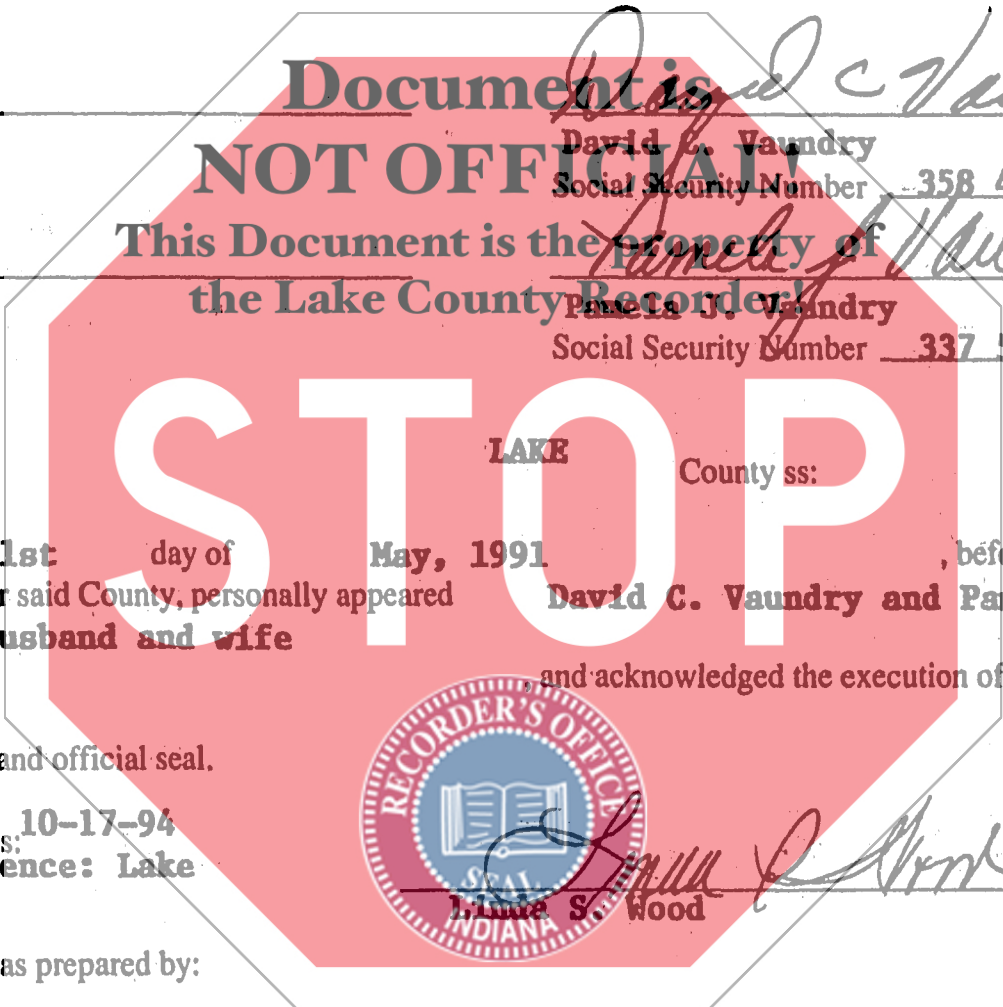 Document is
NOT OFFICIAL!
This Document is the property of
the Lake County Recorder!
STOP
David C. Vaundry
Social Security Number 358
Pamela J. Vaundry
Social Security Number 337
LAKE
County ss:
1st day of May, 1991 , befo
r said County, personally appeared David C. Vaundry and Pa
usband and wife
, and acknowledged the execution of
and official seal.
s: 10-17-94
ence: Lake
RECORDER'S OFFICE
SEAL
INDIANA
Linda S. Wood
as prepared by: